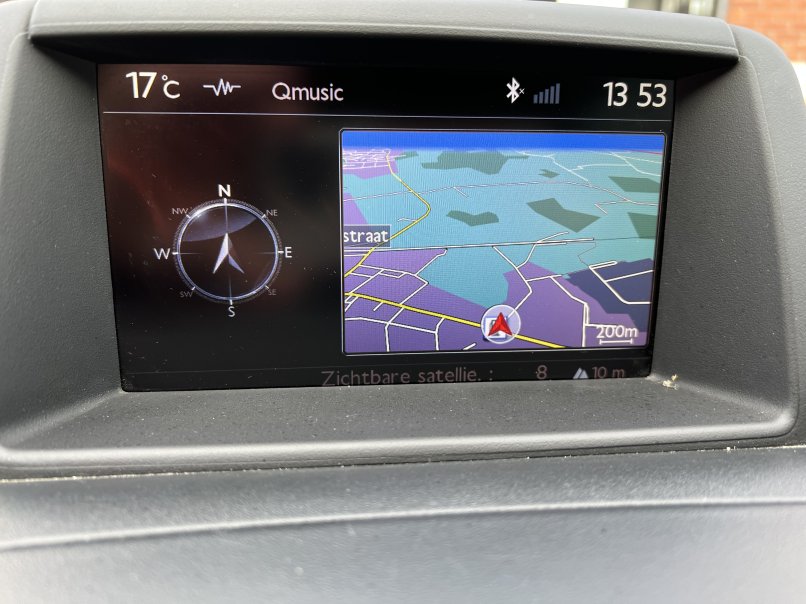 17°C Qmusic 13 53
N
NW NE
W E
SW SE
S
straat
200m
Zichtbare satellie. : 8 10 m